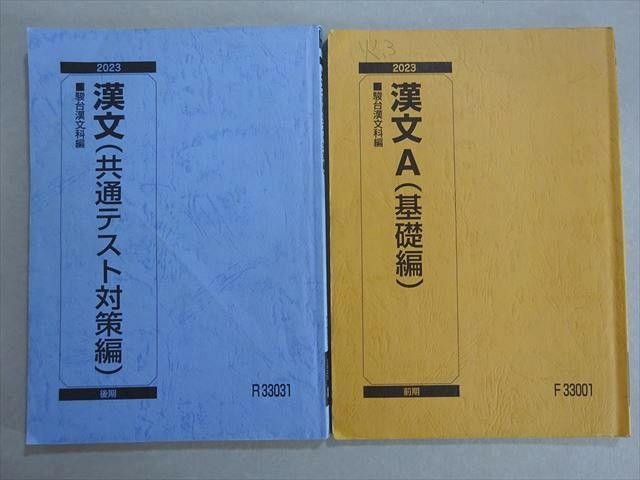 2023
漢文(共通テスト対策編)
■駿台漢文科編
後期
R33031
2023
漢文A(基礎編)
■駿台漢文科編
前期
F33001